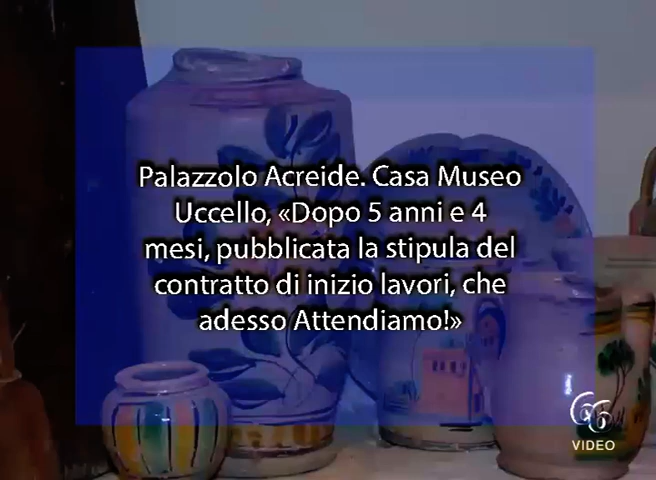 Palazzolo Acreide. Casa Museo
Uccello, «Dopo 5 anni e 4
mesi, pubblicata la stipula del
contratto di inizio lavori, che
adesso Attendiamo!»
VIDEO